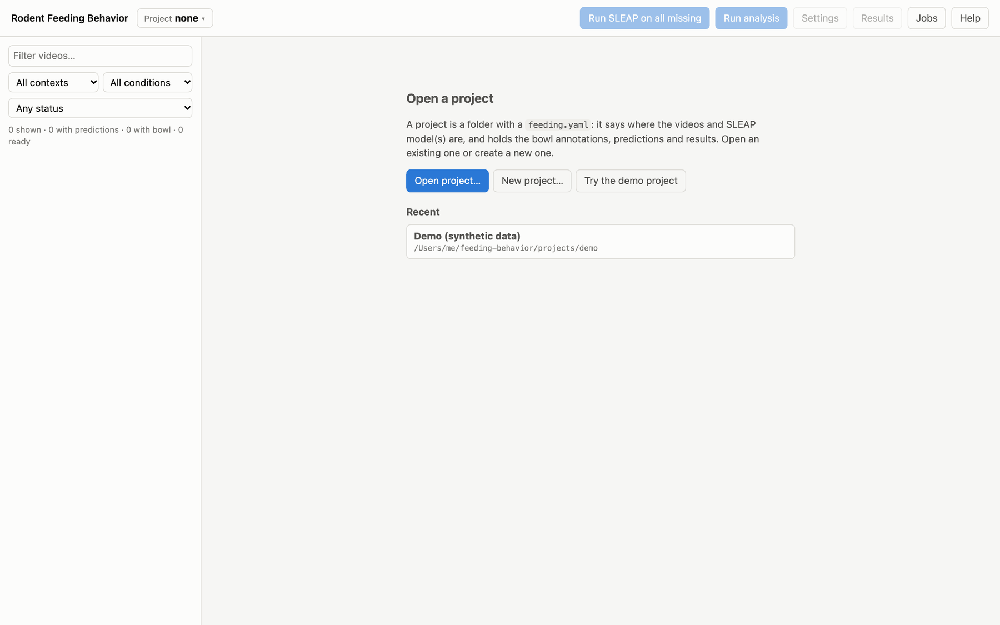 Rodent Feeding Behavior
Project none ▾
Run SLEAP on all missing
Run analysis
Settings
Results
Jobs
Help
Filter videos...
All contexts
All conditions
Any status
0 shown · 0 with predictions · 0 with bowl · 0
ready
Open a project
A project is a folder with a feeding.yaml: it says where the videos and SLEAP
model(s) are, and holds the bowl annotations, predictions and results. Open an
existing one or create a new one.
Open project...
New project...
Try the demo project
Recent
Demo (synthetic data)
/Users/me/feeding-behavior/projects/demo